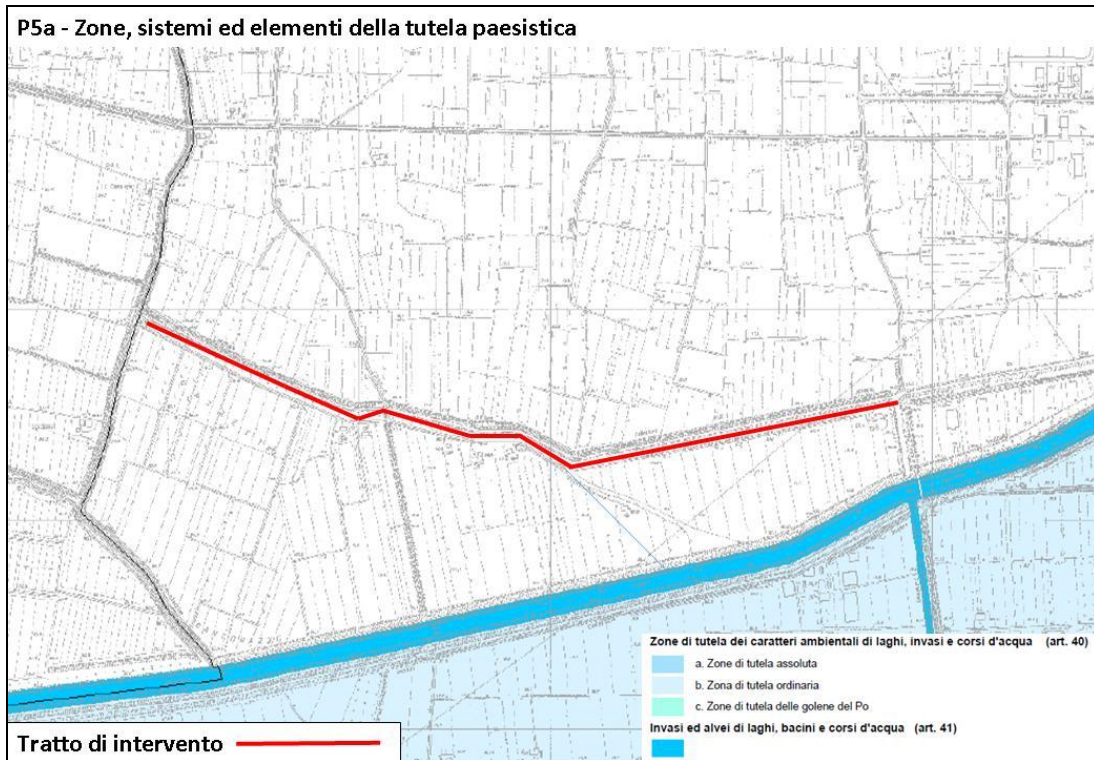 P5a - Zone, sistemi ed elementi della tutela paesistica
Zone di tutela dei caratteri ambientali di laghi, invasi e corsi d'acqua (art. 40)
a. Zone di tutela assoluta
b. Zona di tutela ordinaria
c. Zone di tutela delle golene del Po
Invasi ed alvei di laghi, bacini e corsi d'acqua (art. 41)
Tratto di intervento